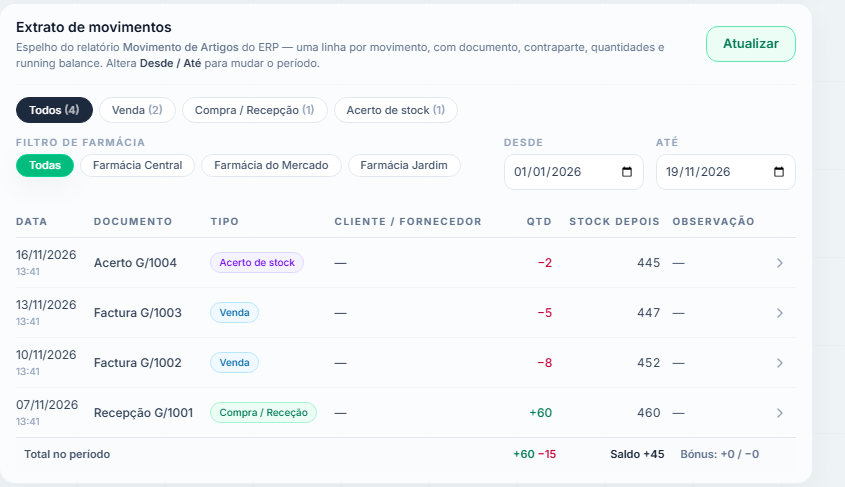 Extrato de movimentos
Espelho do relatório Movimento de Artigos do ERP — uma linha por movimento, com documento, contraparte, quantidades e
running balance. Altera Desde / Até para mudar o período.
Atualizar
Todos (4) Venda (2) Compra / Recepção (1) Acerto de stock (1)
FILTRO DE FARMÁCIA
Todas Farmácia Central Farmácia do Mercado Farmácia Jardim
DESDE ATÉ
01/01/2026 19/11/2026
DATA DOCUMENTO TIPO CLIENTE / FORNECEDOR QTD STOCK DEPOIS OBSERVAÇÃO
16/11/2026
13:41
Acerto G/1004 Acerto de stock — −2 445 —
13/11/2026
13:41
Factura G/1003 Venda — −5 447 —
10/11/2026
13:41
Factura G/1002 Venda — −8 452 —
07/11/2026
13:41
Recepção G/1001 Compra / Receção — +60 460 —
Total no período +60 −15 Saldo +45 Bónus: +0 / −0